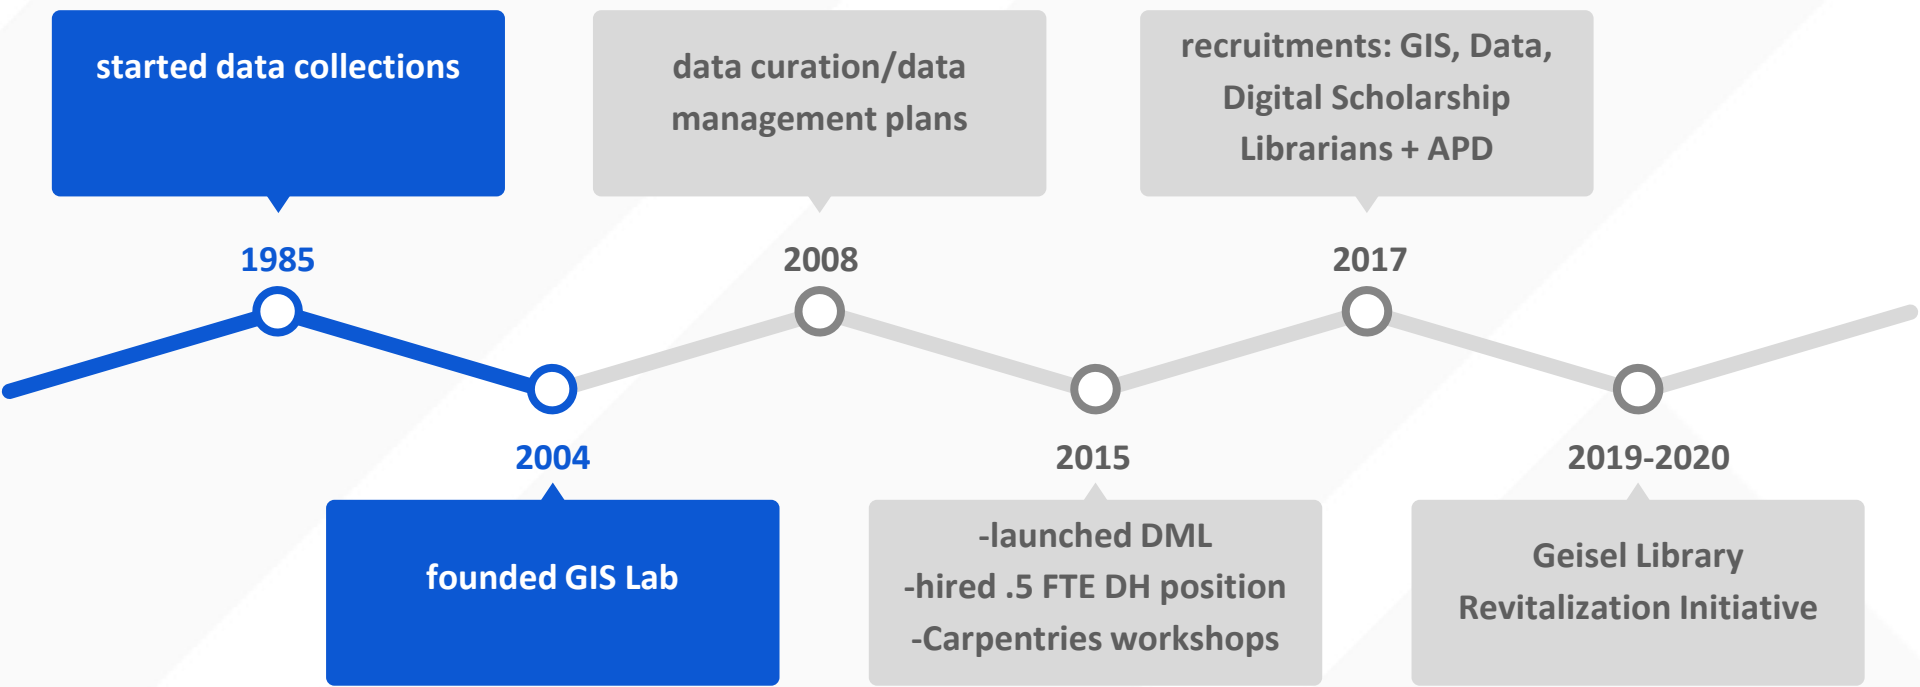 started data collections
1985
2004
founded GIS Lab
data curation/data
management plans
2008
2015
-launched DML
-hired .5 FTE DH position
-Carpentries workshops
recruitments: GIS, Data,
Digital Scholarship
Librarians + APD
2017
2019-2020
Geisel Library
Revitalization Initiative